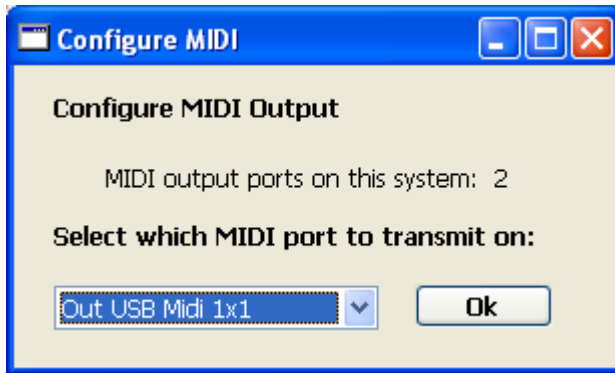 Configure MIDI
Configure MIDI Output
MIDI output ports on this system: 2
Select which MIDI port to transmit on:
Out USB Midi 1x1
Ok